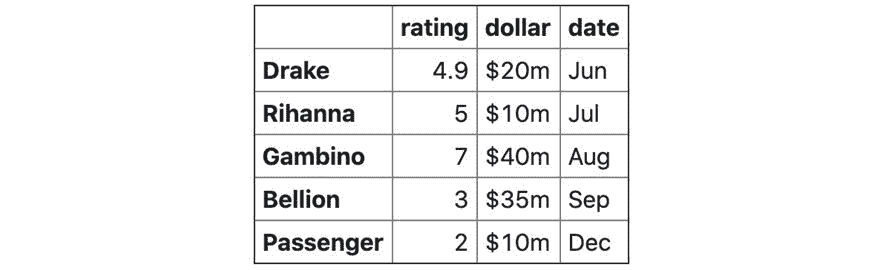 rating dollar date
Drake 4.9 $20m Jun
Rihanna 5 $10m Jul
Gambino 7 $40m Aug
Bellion 3 $35m Sep
Passenger 2 $10m Dec